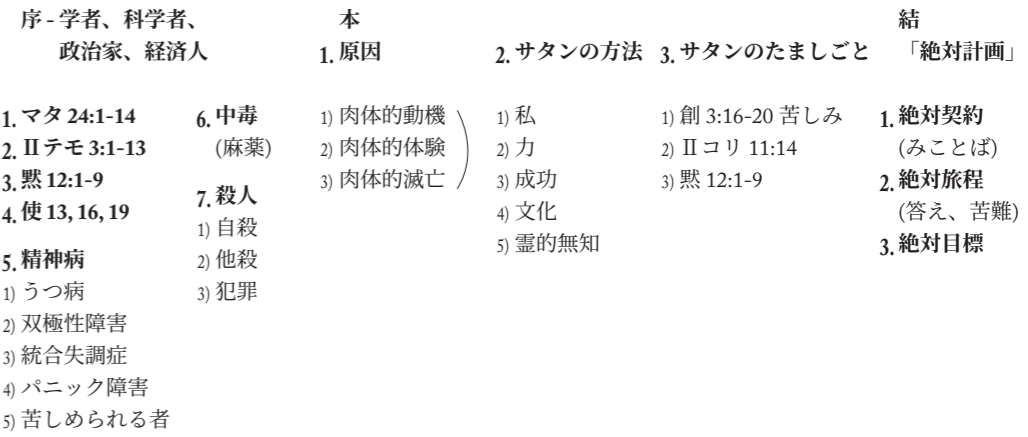 序 - 学者、科学者、
政治家、経済人
1. マタ 24:1-14
2. Ⅱテモ 3:1-13
3. 黙 12:1-9
4. 使 13, 16, 19
5. 精神病
1) うつ病
2) 双極性障害
3) 統合失調症
4) パニック障害
5) 苦しめられる者
6. 中毒
(麻薬)
7. 殺人
1) 自殺
2) 他殺
3) 犯罪
本
1. 原因
1) 肉体的動機
2) 肉体的体験
3) 肉体的滅亡
2. サタンの方法
1) 私
2) 力
3) 成功
4) 文化
5) 霊的無知
3. サタンのたましごと
1) 創 3:16-20 苦しみ
2) Ⅱコリ 11:14
3) 黙 12:1-9
結
「絶対計画」
1. 絶対契約
(みことば)
2. 絶対旅程
(答え、苦難)
3. 絶対目標